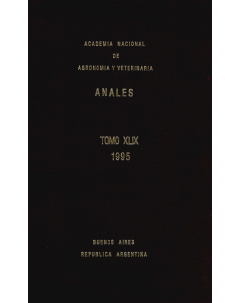 ACADEMIA NACIONAL
DE
AGRONOMIA Y VETERINARIA
ANALES
TOMO XLIX
1995
BUENOS AIRES
REPUBLICA ARGENTINA